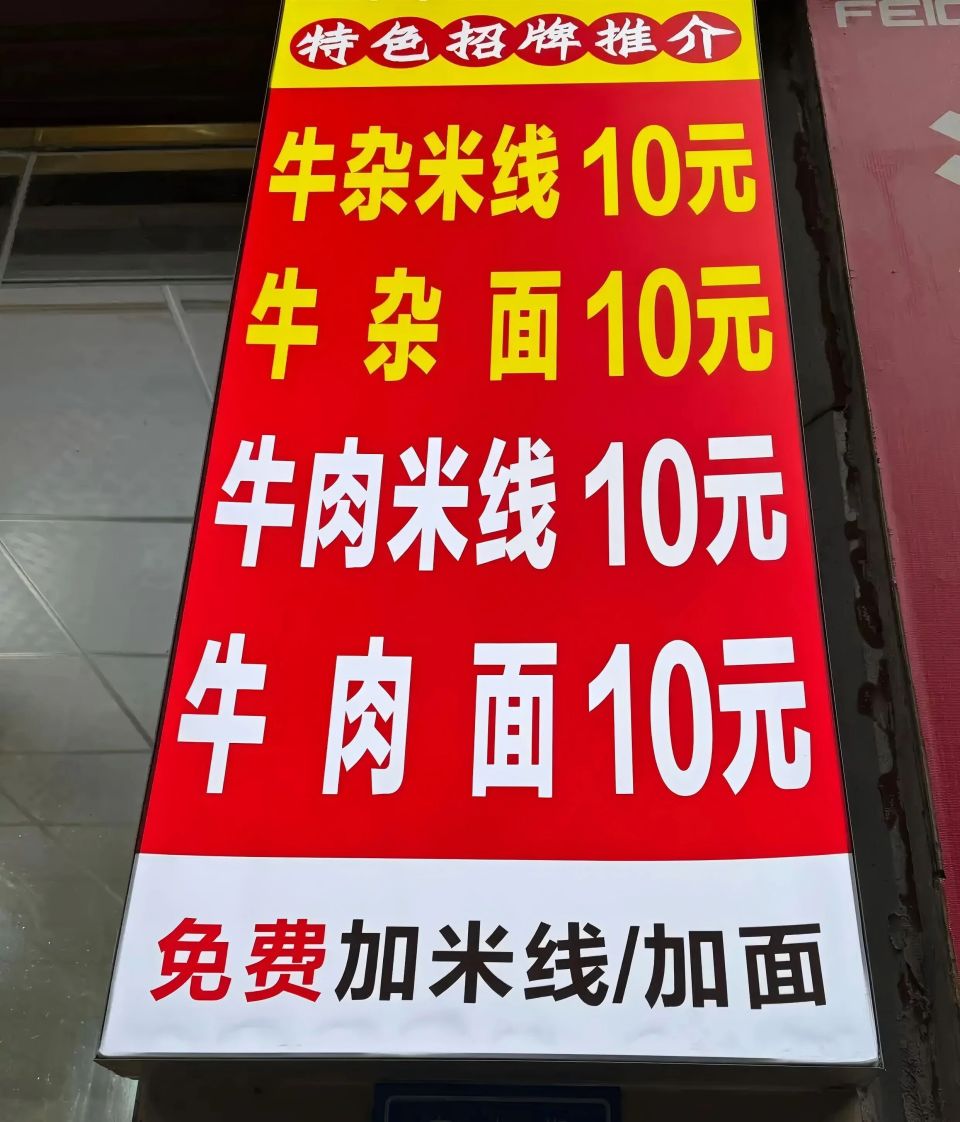 特色招牌推介
牛杂米线 10元
牛杂面 10元
牛肉米线 10元
牛肉面 10元
免费加米线/加面